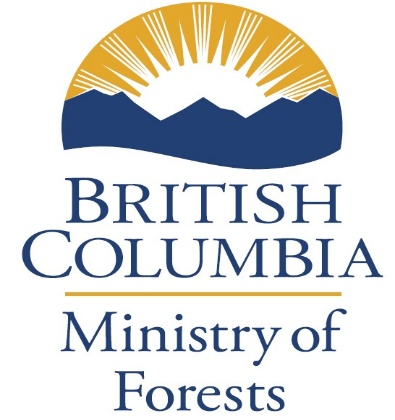 BRITISH
COLUMBIA
Ministry of
Forests